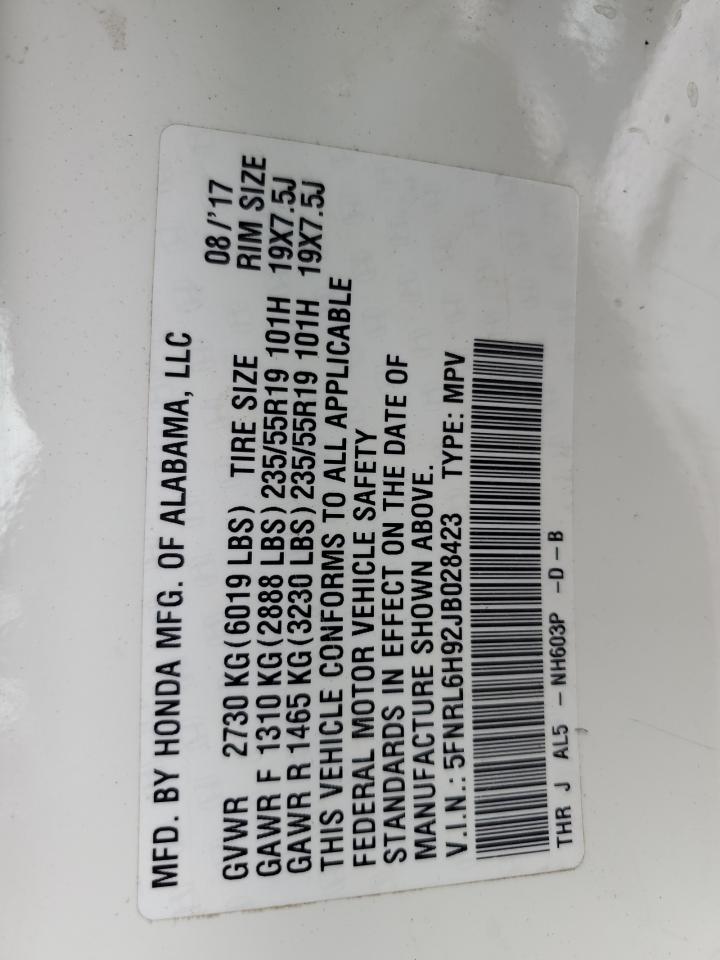 MFD. BY HONDA MFG. OF ALABAMA, LLC
08/'17
GVWR 2730 KG(6019 LBS) TIRE SIZE RIM SIZE
GAWR F 1310 KG(2888 LBS)235/55R19 101H 19X7.5J
GAWR R 1465 KG(3230 LBS)235/55R19 101H 19X7.5J
THIS VEHICLE CONFORMS TO ALL APPLICABLE
FEDERAL MOTOR VEHICLE SAFETY
STANDARDS IN EFFECT ON THE DATE OF
MANUFACTURE SHOWN ABOVE.
V.I.N.: 5FNRL6H92JB028423 TYPE: MPV
THR J AL5 - NH603P -D-B